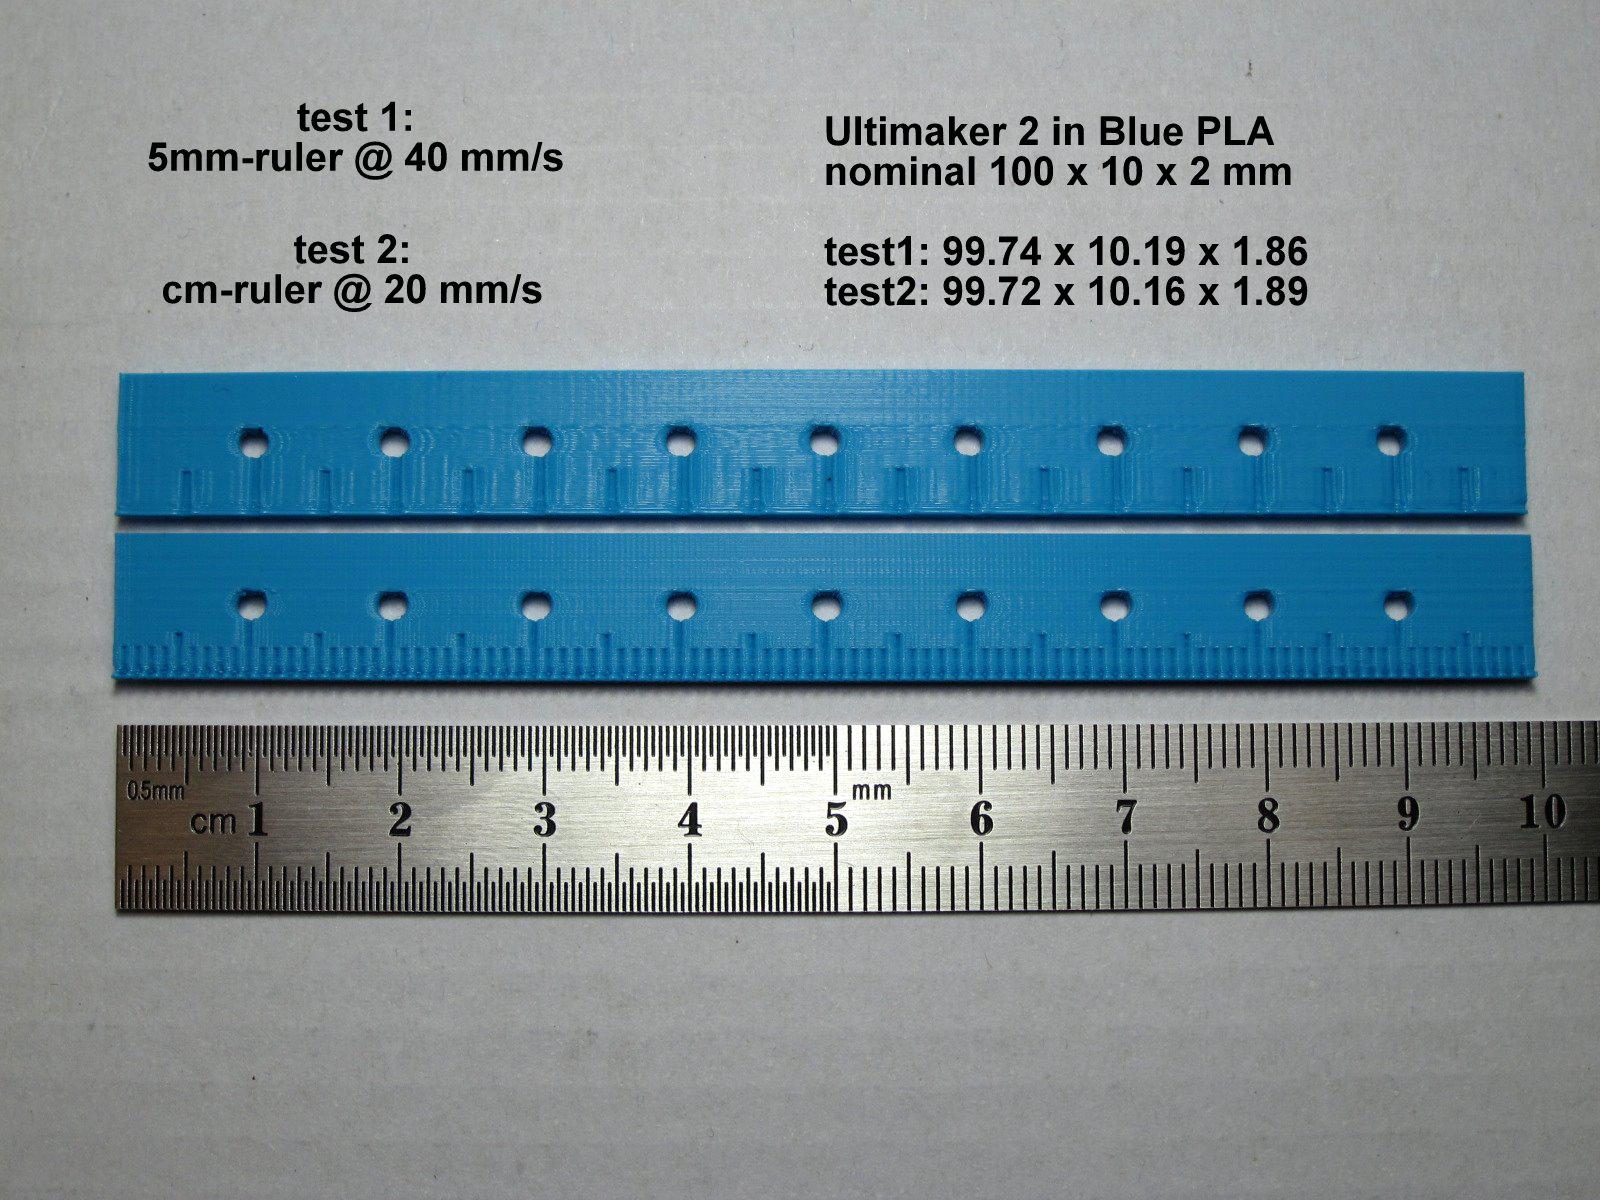 test 1:
5mm-ruler @ 40 mm/s
test 2:
cm-ruler @ 20 mm/s
Ultimaker 2 in Blue PLA
nominal 100 x 10 x 2 mm
test1: 99.74 x 10.19 x 1.86
test2: 99.72 x 10.16 x 1.89
0.5mm mm
cm 1 2 3 4 5 6 7 8 9 10